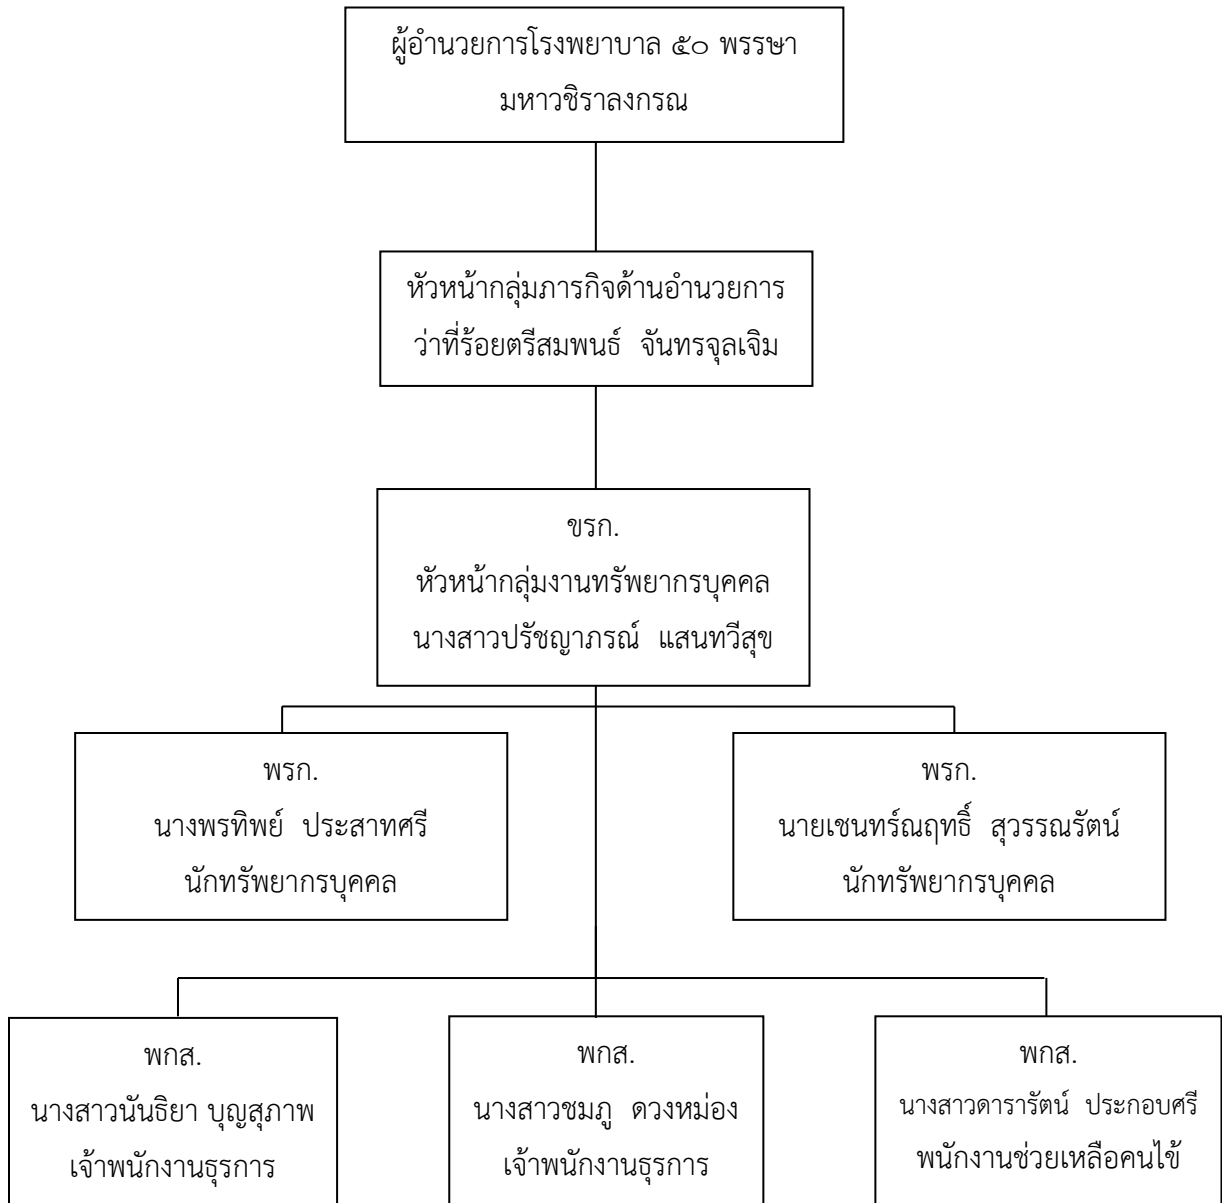 ผู้อำนวยการโรงพยาบาล ๕๐ พรรษา
มหาวชิราลงกรณ
หัวหน้ากลุ่มภารกิจด้านอำนวยการ
ว่าที่ร้อยตรีสมพนธ์ จันทรจุลเจิม
ขรก.
หัวหน้ากลุ่มงานทรัพยากรบุคคล
นางสาวปรัชญาภรณ์ แสนทวีสุข
พรก.
นางพรทิพย์ ประสาทศรี
นักทรัพยากรบุคคล
พรก.
นายเชนทร์ณฤทธิ์ สุวรรณรัตน์
นักทรัพยากรบุคคล
พกส.
นางสาวนันธิยา บุญสุภาพ
เจ้าพนักงานธุรการ
พกส.
นางสาวชมภู ดวงหม่อง
เจ้าพนักงานธุรการ
พกส.
นางสาวดารารัตน์ ประกอบศรี
พนักงานช่วยเหลือคนไข้